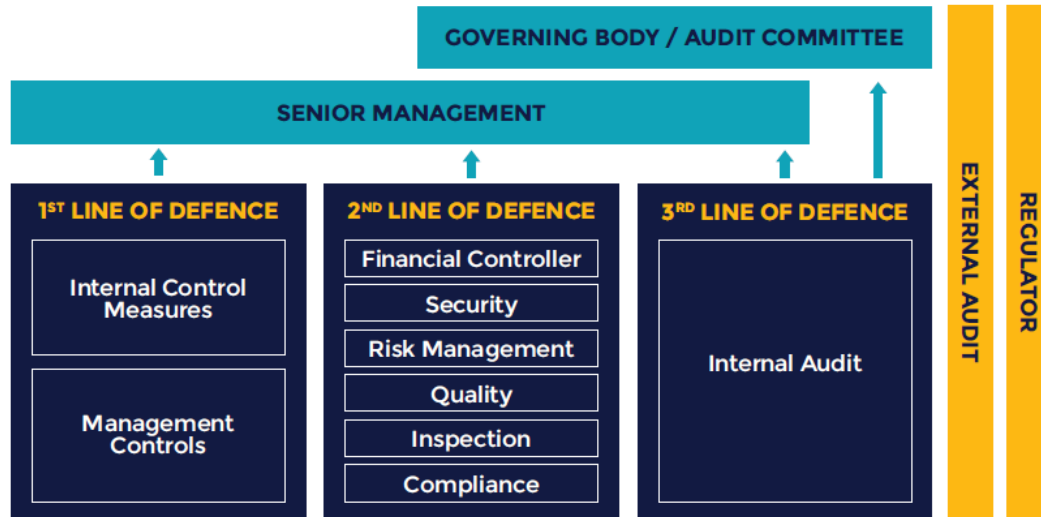 GOVERNING BODY / AUDIT COMMITTEE
SENIOR MANAGEMENT
1ST LINE OF DEFENCE
Internal Control
Measures
Management
Controls
2ND LINE OF DEFENCE
Financial Controller
Security
Risk Management
Quality
Inspection
Compliance
3RD LINE OF DEFENCE
Internal Audit
EXTERNAL AUDIT
REGULATOR